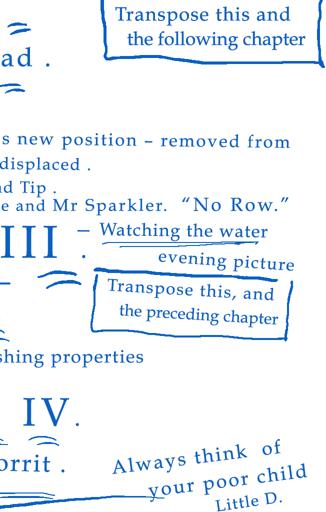 Transpose this and
the following chapter
ad .
s new position – removed from
displaced .
d Tip .
e and Mr Sparkler. “No Row.”
III . – Watching the water
evening picture
Transpose this, and
the preceding chapter
shing properties
IV.
orrit .
Always think of
your poor child
Little D.